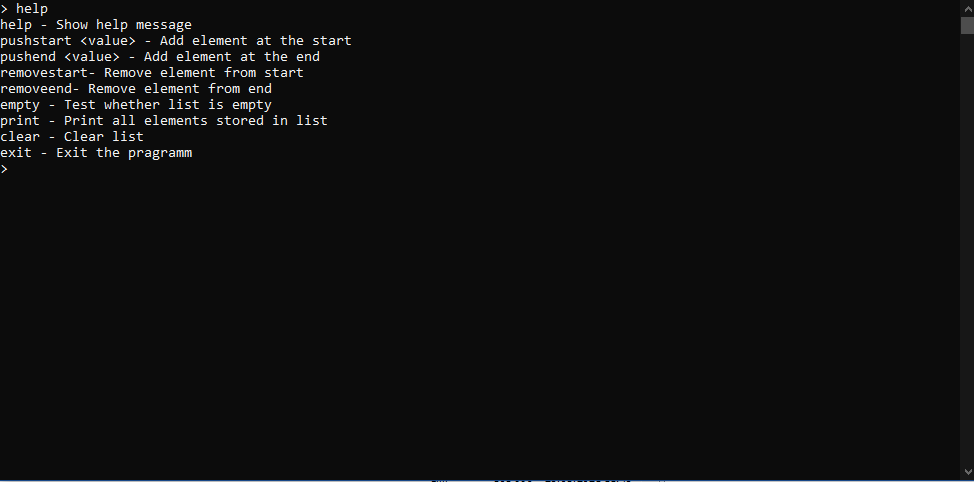 > help
help - Show help message
pushstart <value> - Add element at the start
pushend <value> - Add element at the end
removestart- Remove element from start
removeend- Remove element from end
empty - Test whether list is empty
print - Print all elements stored in list
clear - Clear list
exit - Exit the pragramm
>